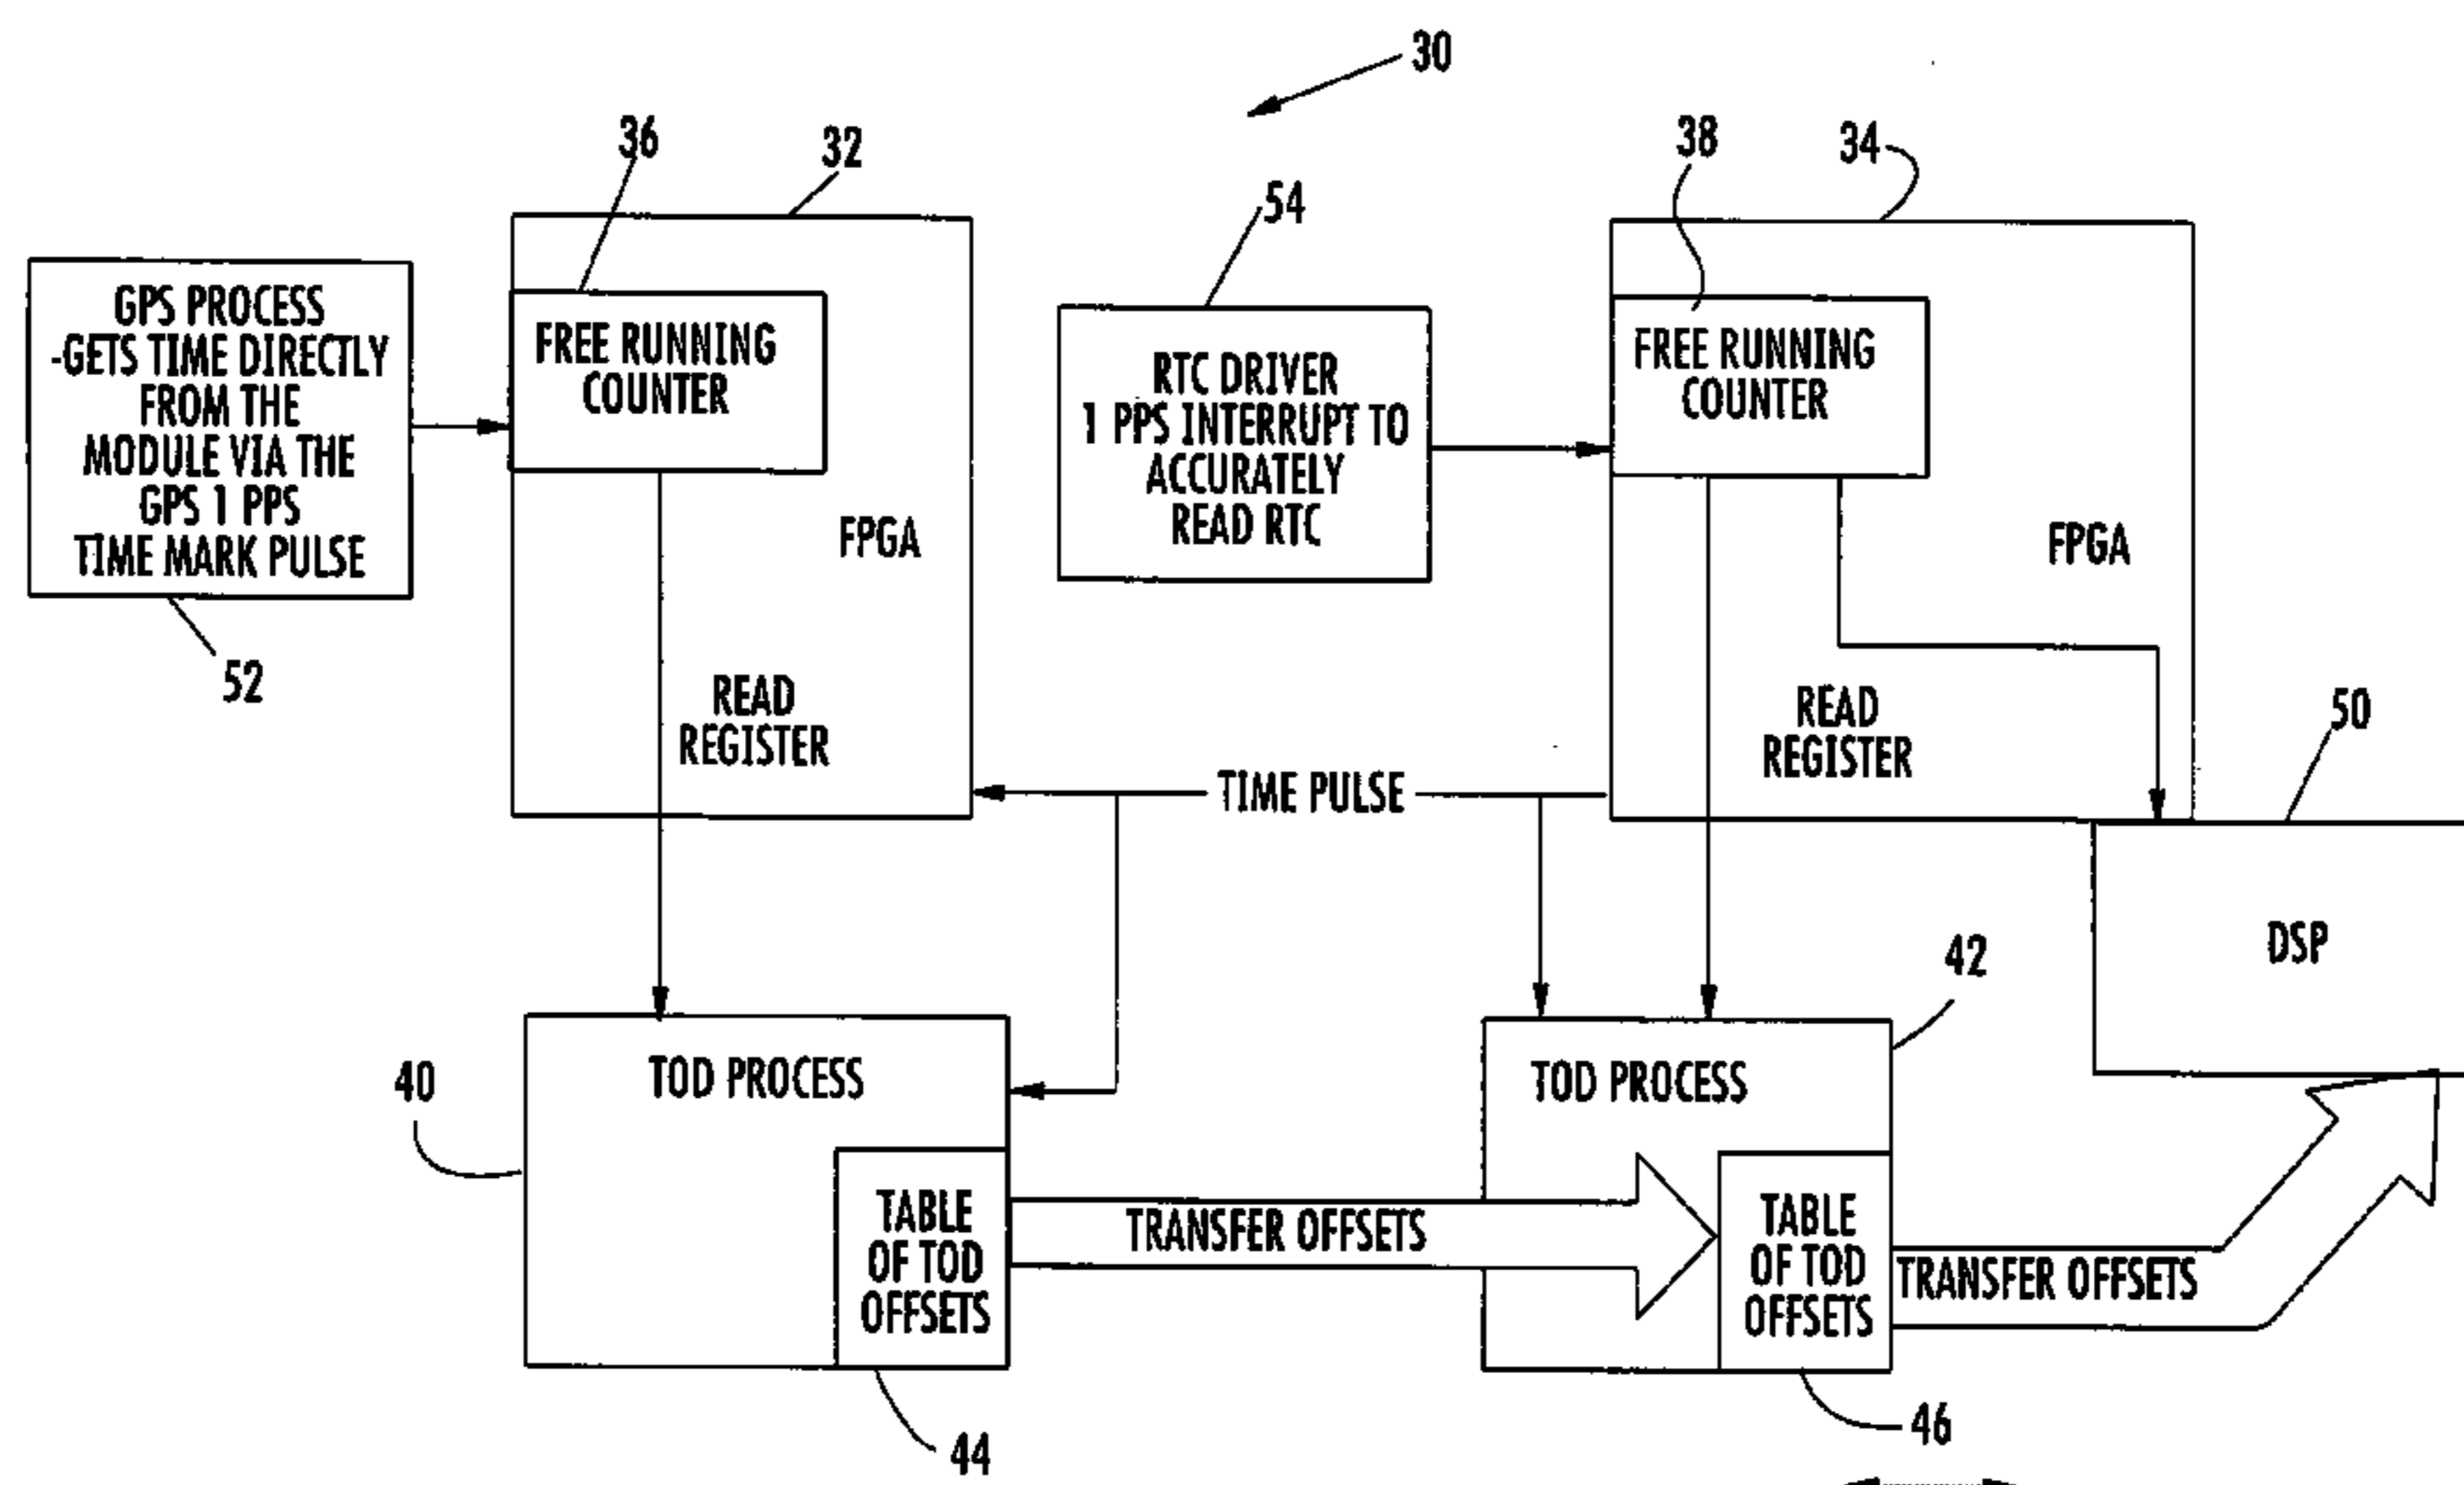 30
36
32
38
34
54
GPS PROCESS
-GETS TIME DIRECTLY
FROM THE
MODULE VIA THE
GPS 1 PPS
TIME MARK PULSE
52
FREE RUNNING
COUNTER
FPGA
READ
REGISTER
RTC DRIVER
1 PPS INTERRUPT TO
ACCURATELY
READ RTC
FREE RUNNING
COUNTER
FPGA
READ
REGISTER
TIME PULSE
50
DSP
40
TOD PROCESS
TABLE
OF TOD
OFFSETS
44
TRANSFER OFFSETS
42
TOD PROCESS
TABLE
OF TOD
OFFSETS
46
TRANSFER OFFSETS